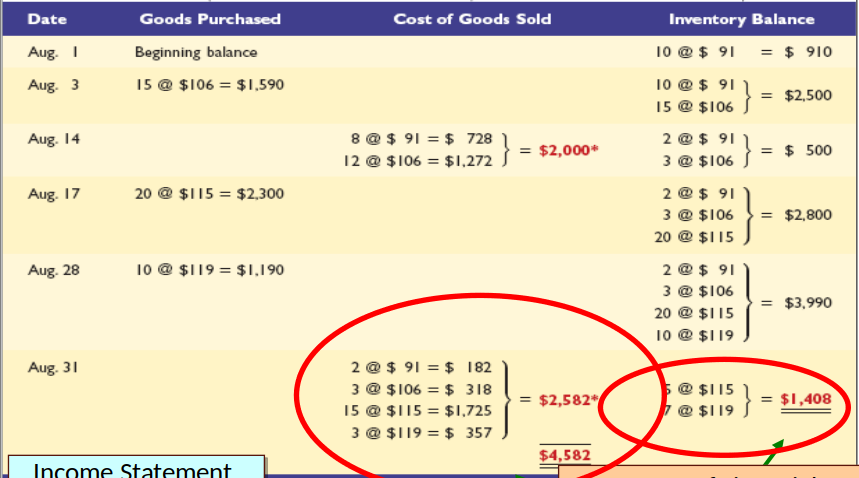 Date Goods Purchased Cost of Goods Sold Inventory Balance
Aug. 1 Beginning balance 10 @ $ 91 = $ 910
Aug. 3 15 @ $106 = $1,590 10 @ $ 91
15 @ $106 = $2,500
Aug. 14 8 @ $ 91 = $ 728 2 @ $ 91
12 @ $106 = $1,272 = $2,000* 3 @ $106 = $ 500
Aug. 17 20 @ $115 = $2,300 2 @ $ 91
3 @ $106 = $2,800
20 @ $115
Aug. 28 10 @ $119 = $1,190 2 @ $ 91
3 @ $106
20 @ $115 = $3,990
10 @ $119
Aug. 31 2 @ $ 91 = $ 182
3 @ $106 = $ 318 5 @ $115
15 @ $115 = $1,725 = $2,582* 7 @ $119 = $1,408
3 @ $119 = $ 357
$4,582
Income Statement